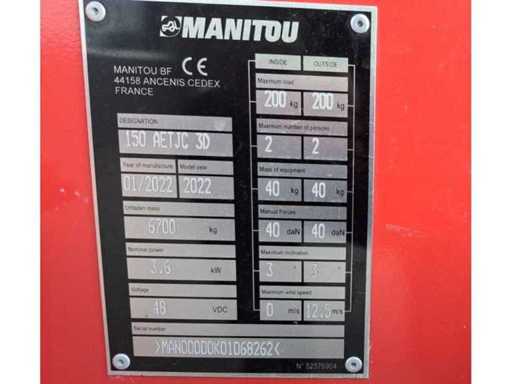 MANITOU
MANITOU BF CE
44158 ANCENIS CEDEX
FRANCE
INSIDE OUTSIDE
Maximum load
200 kg 200 kg
DESIGNATION
150 AETJC 3D
Maximum number of persons
2 2
Year of manufacture Model year
01/2022 2022
Mass of equipment
40 kg 40 kg
Unladen mass
6700 kg
Manual Forces
40 daN 40 daN
Nominal power
3.6 kW
Maximum inclination
3 ° 3 °
Voltage
48 VDC
Maximum wind speed
0 m/s 12.5 m/s
Serial number
>MAN00000K01068262<